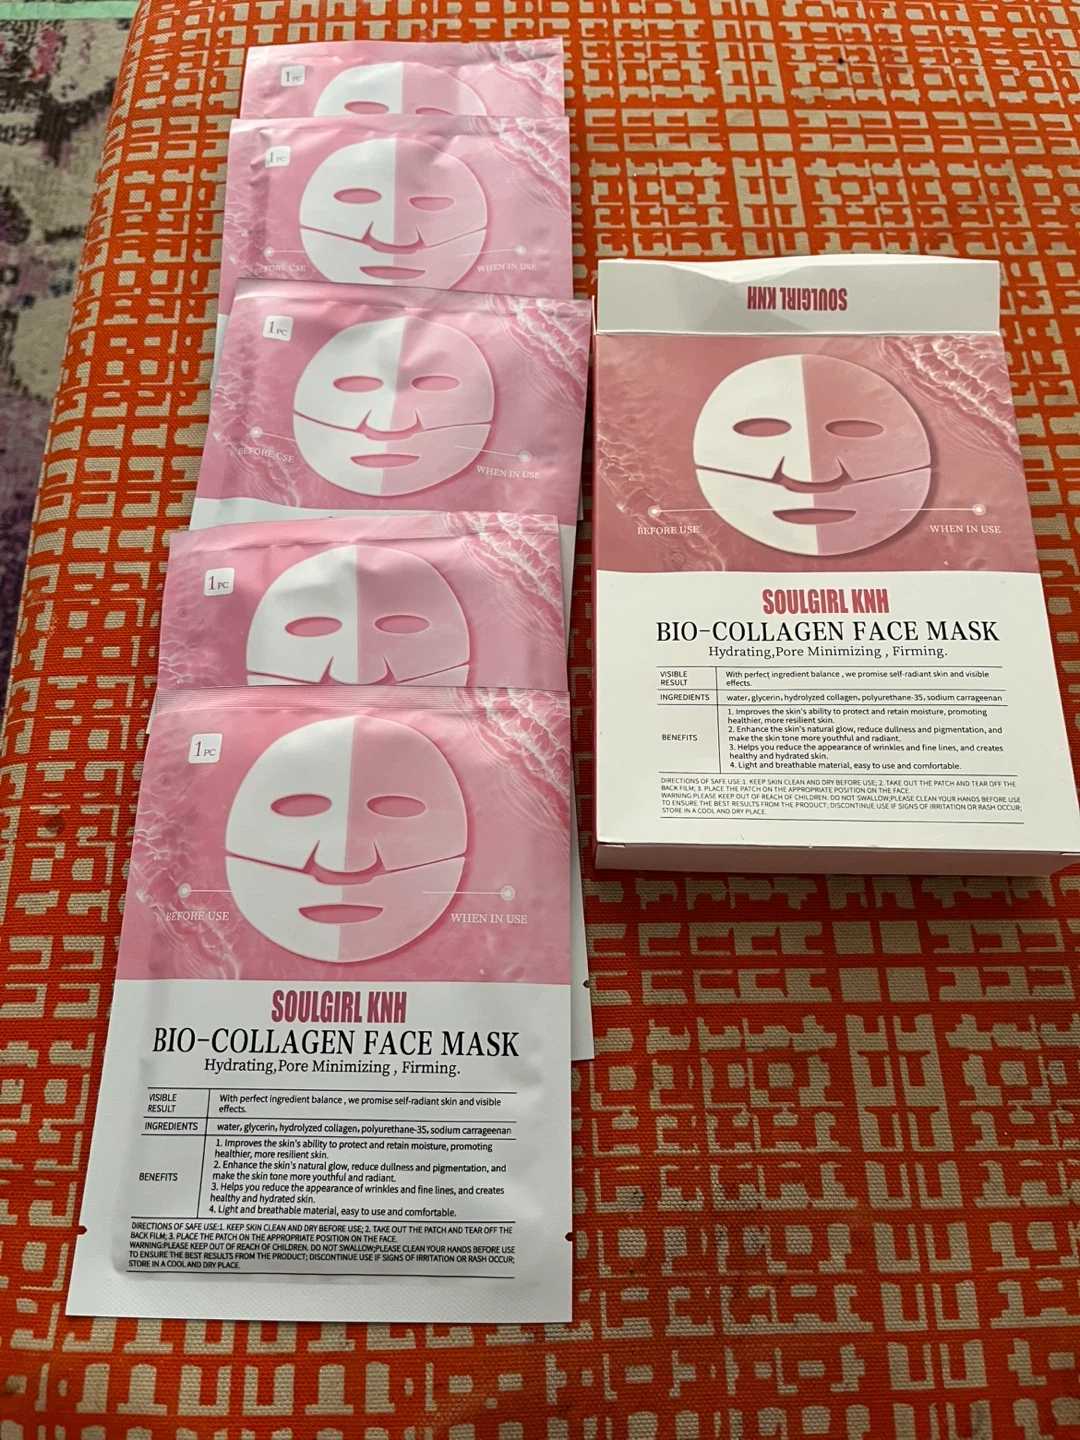 1PC
1PC
BEFORE USE
WHEN IN USE
1PC
BEFORE USE
WHEN IN USE
1PC
1PC
BEFORE USE
WHEN IN USE
SOULGIRL KNH
BIO-COLLAGEN FACE MASK
Hydrating,Pore Minimizing , Firming.
VISIBLE RESULT
With perfect ingredient balance , we promise self-radiant skin and visible
effects.
INGREDIENTS
water, glycerin, hydrolyzed collagen, polyurethane-35, sodium carrageenan
BENEFITS
1. Improves the skin's ability to protect and retain moisture, promoting
healthier, more resilient skin.
2. Enhance the skin's natural glow, reduce dullness and pigmentation, and
make the skin tone more youthful and radiant.
3. Helps you reduce the appearance of wrinkles and fine lines, and creates
healthy and hydrated skin.
4. Light and breathable material, easy to use and comfortable.
DIRECTIONS OF SAFE USE:1. KEEP SKIN CLEAN AND DRY BEFORE USE; 2. TAKE OUT THE PATCH AND TEAR OFF THE
BACK FILM; 3. PLACE THE PATCH ON THE APPROPRIATE POSITION ON THE FACE.
WARNING:PLEASE KEEP OUT OF REACH OF CHILDREN. DO NOT SWALLOW;PLEASE CLEAN YOUR HANDS BEFORE USE
TO ENSURE THE BEST RESULTS FROM THE PRODUCT; DISCONTINUE USE IF SIGNS OF IRRITATION OR RASH OCCUR;
STORE IN A COOL AND DRY PLACE.
SOULGIRL KNH
BEFORE USE
WHEN IN USE
SOULGIRL KNH
BIO-COLLAGEN FACE MASK
Hydrating,Pore Minimizing , Firming.
VISIBLE
RESULT
With perfect ingredient balance , we promise self-radiant skin and visible
effects.
INGREDIENTS
water, glycerin, hydrolyzed collagen, polyurethane-35, sodium carrageenan
BENEFITS
1. Improves the skin's ability to protect and retain moisture, promoting
healthier, more resilient skin.
2. Enhance the skin's natural glow, reduce dullness and pigmentation, and
make the skin tone more youthful and radiant.
3. Helps you reduce the appearance of wrinkles and fine lines, and creates
healthy and hydrated skin.
4. Light and breathable material, easy to use and comfortable.
DIRECTIONS OF SAFE USE:1. KEEP SKIN CLEAN AND DRY BEFORE USE; 2. TAKE OUT THE PATCH AND TEAR OFF THE
BACK FILM; 3. PLACE THE PATCH ON THE APPROPRIATE POSITION ON THE FACE.
WARNING:PLEASE KEEP OUT OF REACH OF CHILDREN. DO NOT SWALLOW;PLEASE CLEAN YOUR HANDS BEFORE USE
TO ENSURE THE BEST RESULTS FROM THE PRODUCT; DISCONTINUE USE IF SIGNS OF IRRITATION OR RASH OCCUR;
STORE IN A COOL AND DRY PLACE.